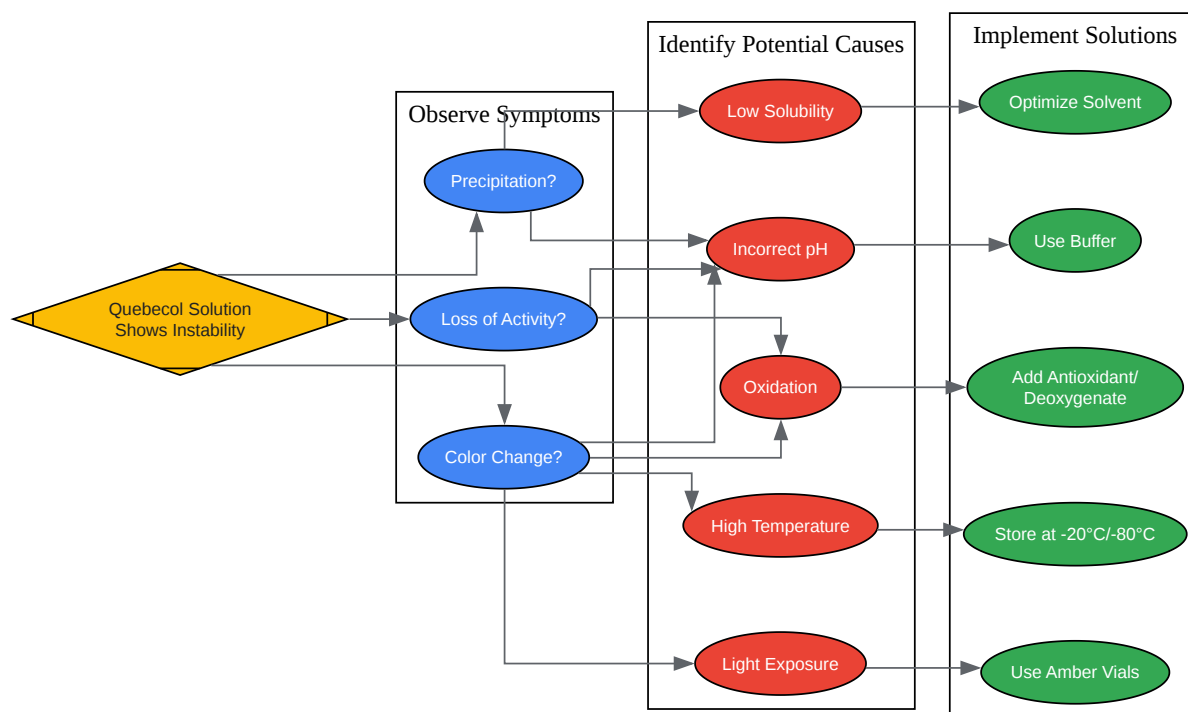 Implement Solutions
Identify Potential Causes
Optimize Solvent
Low Solubility
Observe Symptoms
Precipitation?
Use Buffer
Incorrect pH
Quebecol Solution
Shows Instability
Loss of Activity?
Add Antioxidant/
Deoxygenate
Oxidation
Color Change?
High Temperature
Store at -20°C/-80°C
Light Exposure
Use Amber Vials